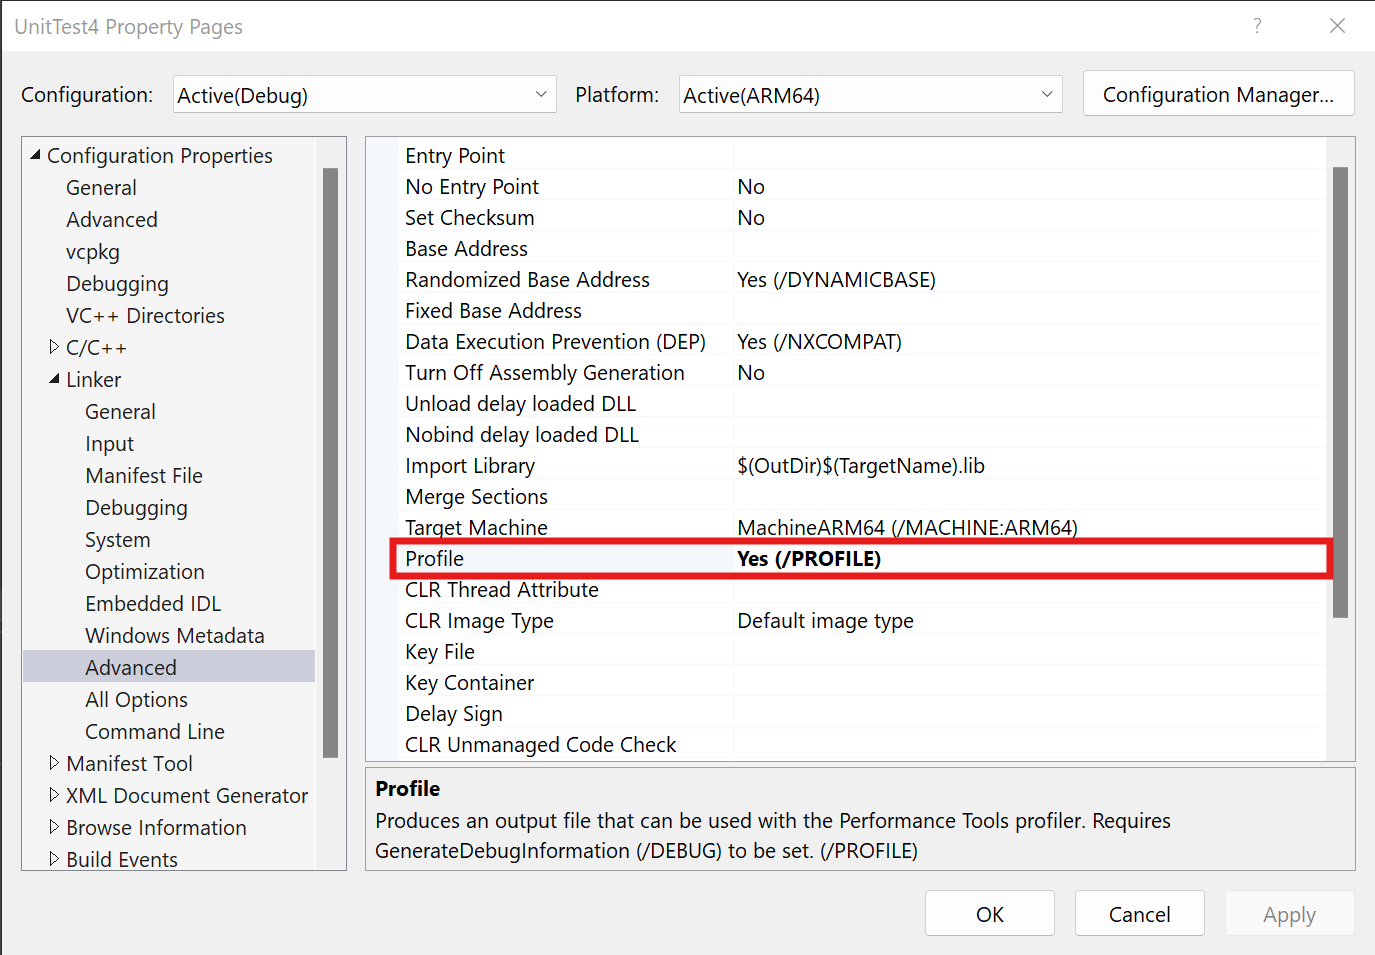 UnitTest4 Property Pages
?
Configuration: Active(Debug) Platform: Active(ARM64) Configuration Manager...
Configuration Properties
General
Advanced
vcpkg
Debugging
VC++ Directories
C/C++
Linker
General
Input
Manifest File
Debugging
System
Optimization
Embedded IDL
Windows Metadata
Advanced
All Options
Command Line
Manifest Tool
XML Document Generator
Browse Information
Build Events
Entry Point
No Entry Point No
Set Checksum No
Base Address
Randomized Base Address Yes (/DYNAMICBASE)
Fixed Base Address
Data Execution Prevention (DEP) Yes (/NXCOMPAT)
Turn Off Assembly Generation No
Unload delay loaded DLL
Nobind delay loaded DLL
Import Library $(OutDir)$(TargetName).lib
Merge Sections
Target Machine MachineARM64 (/MACHINE:ARM64)
Profile Yes (/PROFILE)
CLR Thread Attribute
CLR Image Type Default image type
Key File
Key Container
Delay Sign
CLR Unmanaged Code Check
Profile
Produces an output file that can be used with the Performance Tools profiler. Requires
GenerateDebugInformation (/DEBUG) to be set. (/PROFILE)
OK Cancel Apply